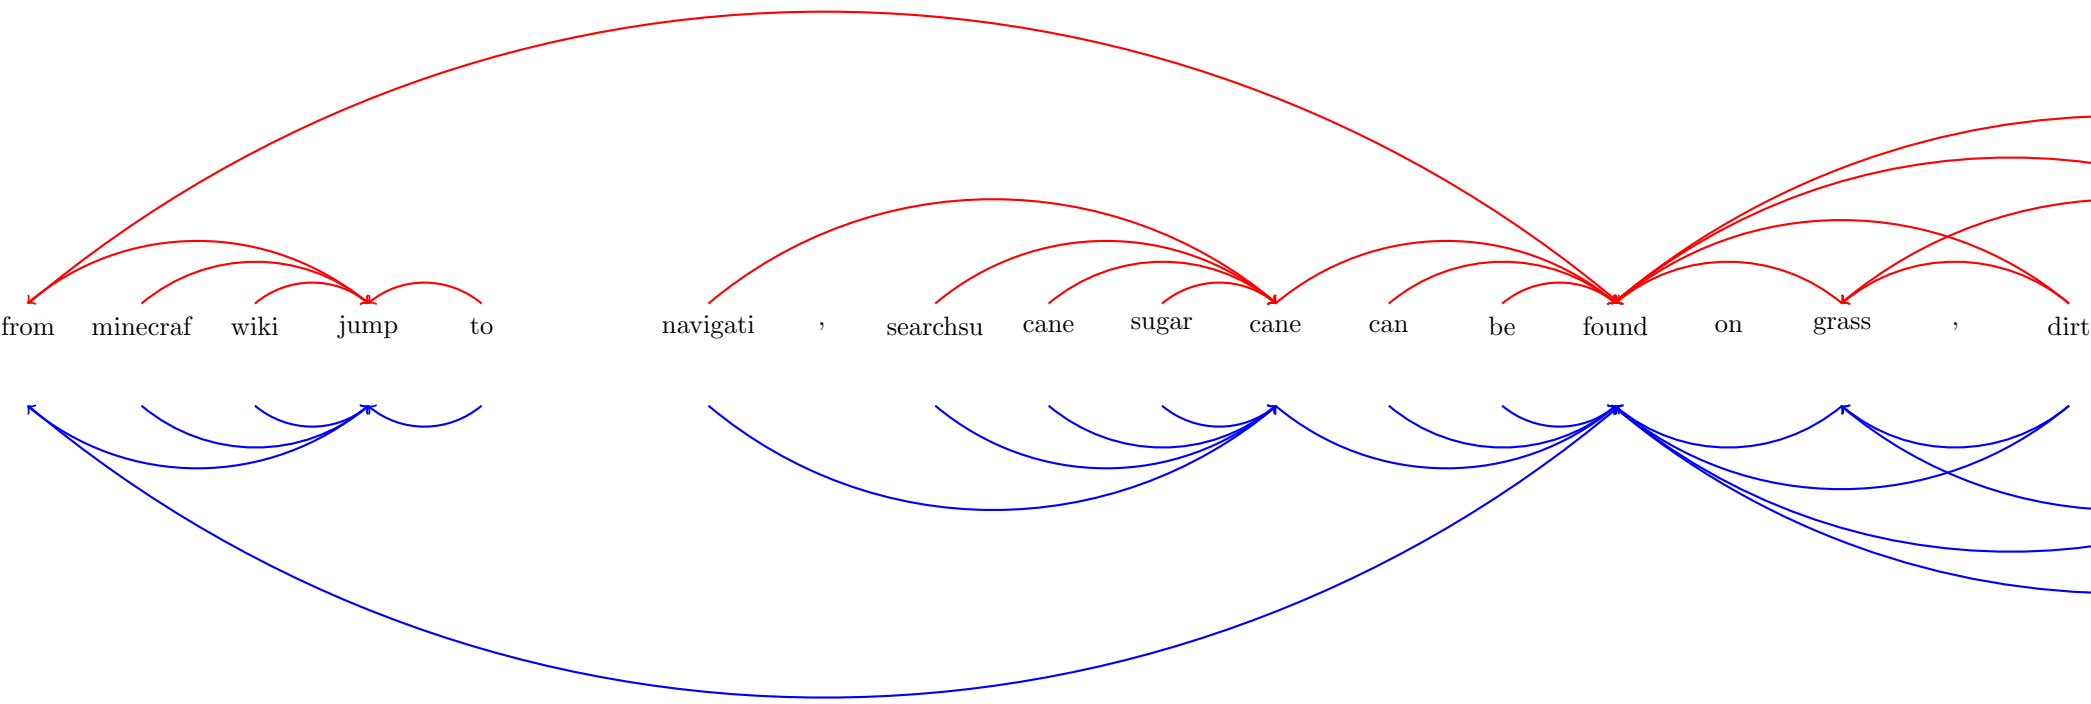 from minecraf wiki jump to navigati , searchsu cane sugar cane can be found on grass , dirt